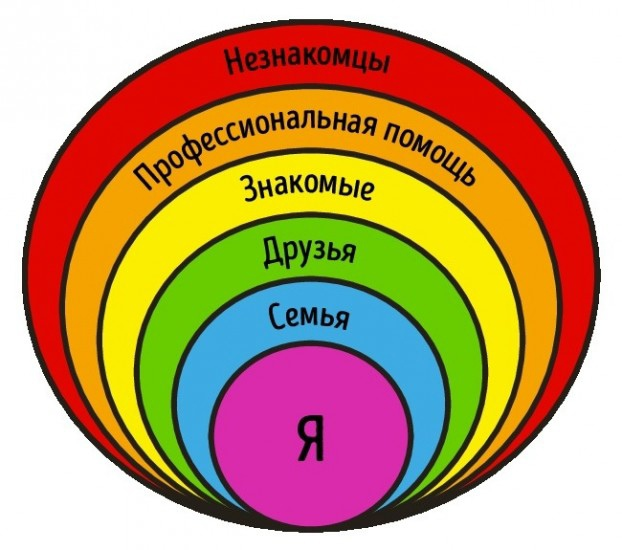 Незнакомцы
Профессиональная помощь
Знакомые
Друзья
Семья
Я